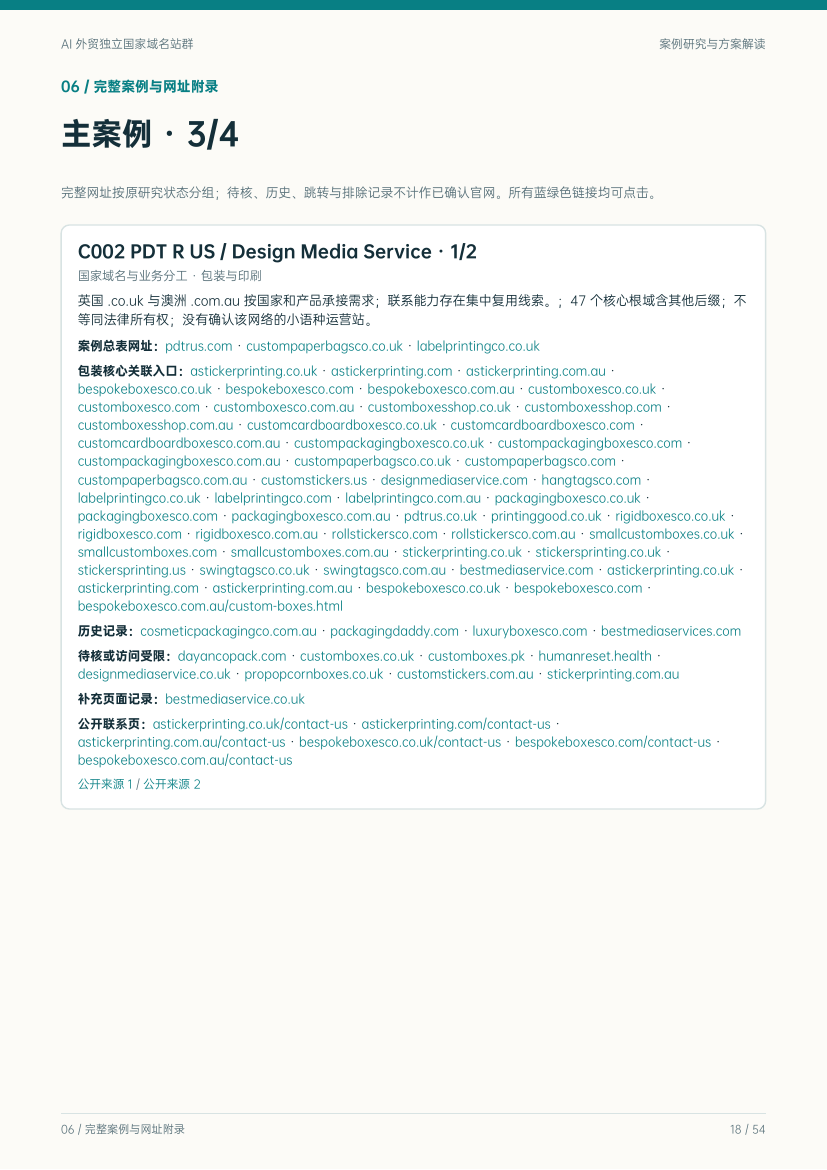 AI 外贸独立国家域名站群
案例研究与方案解读
06 / 完整案例与网址附录
主案例 · 3/4
完整网址按原研究状态分组；待核、历史、跳转与排除记录不计作已确认官网。所有蓝绿色链接均可点击。
C002 PDT R US / Design Media Service · 1/2
国家域名与业务分工 · 包装与印刷
英国 .co.uk 与澳洲 .com.au 按国家和产品承接需求；联系能力存在集中复用线索。；47 个核心根域含其他后缀；不
等同法律所有权；没有确认该网络的小语种运营站。
案例总表网址：pdtrus.com · custompaperbagsco.co.uk · labelprintingco.co.uk
包装核心关联入口：astickerprinting.co.uk · astickerprinting.com · astickerprinting.com.au ·
bespokeboxesco.co.uk · bespokeboxesco.com · bespokeboxesco.com.au · customboxesco.co.uk ·
customboxesco.com · customboxesco.com.au · customboxesshop.co.uk · customboxesshop.com ·
customboxesshop.com.au · customcardboardboxesco.co.uk · customcardboardboxesco.com ·
customcardboardboxesco.com.au · custompackagingboxesco.co.uk · custompackagingboxesco.com ·
custompackagingboxesco.com.au · custompaperbagsco.co.uk · custompaperbagsco.com ·
custompaperbagsco.com.au · customstickers.us · designmediaservice.com · hangtagsco.com ·
labelprintingco.co.uk · labelprintingco.com · labelprintingco.com.au · packagingboxesco.co.uk ·
packagingboxesco.com · packagingboxesco.com.au · pdtrus.co.uk · printinggood.co.uk · rigidboxesco.co.uk ·
rigidboxesco.com · rigidboxesco.com.au · rollstickersco.com · rollstickersco.com.au · smallcustomboxes.co.uk ·
smallcustomboxes.com · smallcustomboxes.com.au · stickerprinting.co.uk · stickersprinting.co.uk ·
stickersprinting.us · swingtagsco.co.uk · swingtagsco.com.au · bestmediaservice.com · astickerprinting.co.uk ·
astickerprinting.com · astickerprinting.com.au · bespokeboxesco.co.uk · bespokeboxesco.com ·
bespokeboxesco.com.au/custom-boxes.html
历史记录：cosmeticpackagingco.com.au · packagingdaddy.com · luxuryboxesco.com · bestmediaservices.com
待核或访问受限：dayancopack.com · customboxes.co.uk · customboxes.pk · humanreset.health ·
designmediaservice.co.uk · propopcornboxes.co.uk · customstickers.com.au · stickerprinting.com.au
补充页面记录：bestmediaservice.co.uk
公开联系页：astickerprinting.co.uk/contact-us · astickerprinting.com/contact-us ·
astickerprinting.com.au/contact-us · bespokeboxesco.co.uk/contact-us · bespokeboxesco.com/contact-us ·
bespokeboxesco.com.au/contact-us
公开来源 1 / 公开来源 2
06 / 完整案例与网址附录
18 / 54